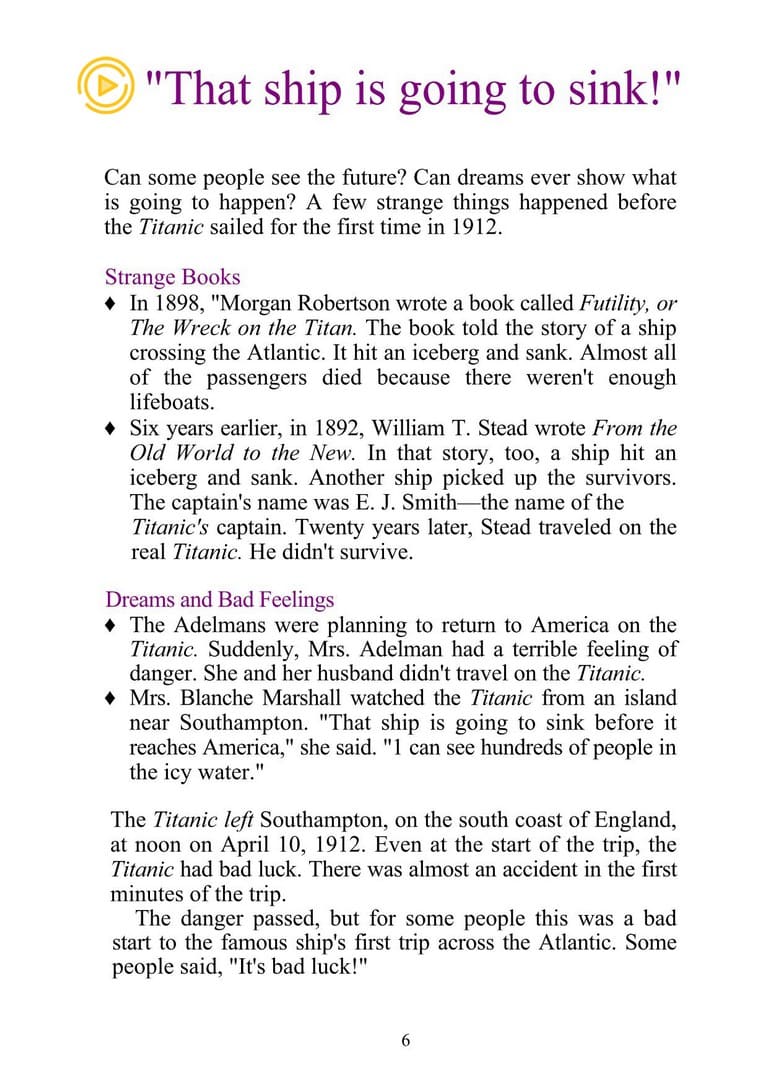 "That ship is going to sink!"
Can some people see the future? Can dreams ever show what
is going to happen? A few strange things happened before
the Titanic sailed for the first time in 1912.
Strange Books
♦ In 1898, "Morgan Robertson wrote a book called Futility, or
The Wreck on the Titan. The book told the story of a ship
crossing the Atlantic. It hit an iceberg and sank. Almost all
of the passengers died because there weren't enough
lifeboats.
♦ Six years earlier, in 1892, William T. Stead wrote From the
Old World to the New. In that story, too, a ship hit an
iceberg and sank. Another ship picked up the survivors.
The captain's name was E. J. Smith—the name of the
Titanic's captain. Twenty years later, Stead traveled on the
real Titanic. He didn't survive.
Dreams and Bad Feelings
♦ The Adelmans were planning to return to America on the
Titanic. Suddenly, Mrs. Adelman had a terrible feeling of
danger. She and her husband didn't travel on the Titanic.
♦ Mrs. Blanche Marshall watched the Titanic from an island
near Southampton. "That ship is going to sink before it
reaches America," she said. "1 can see hundreds of people in
the icy water."
The Titanic left Southampton, on the south coast of England,
at noon on April 10, 1912. Even at the start of the trip, the
Titanic had bad luck. There was almost an accident in the first
minutes of the trip.
The danger passed, but for some people this was a bad
start to the famous ship's first trip across the Atlantic. Some
people said, "It's bad luck!"
6